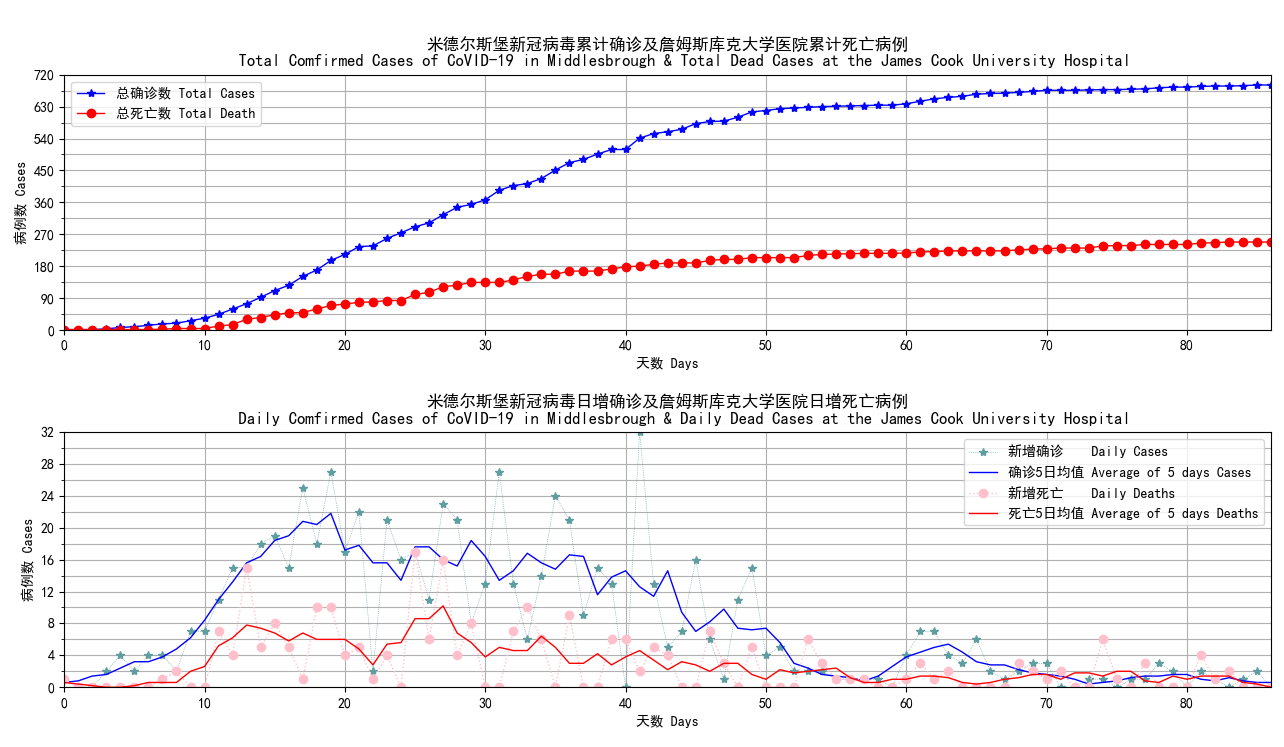 米德尔斯堡新冠病毒累计确诊及詹姆斯库克大学医院累计死亡病例
Total Comfirmed Cases of CoVID-19 in Middlesbrough & Total Dead Cases at the James Cook University Hospital
总确诊数 Total Cases
总死亡数 Total Death
病例数 Cases
720
630
540
450
360
270
180
90
0
0 10 20 30 40 50 60 70 80
天数 Days
米德尔斯堡新冠病毒日增确诊及詹姆斯库克大学医院日增死亡病例
Daily Comfirmed Cases of CoVID-19 in Middlesbrough & Daily Dead Cases at the James Cook University Hospital
新增确诊 Daily Cases
确诊5日均值 Average of 5 days Cases
新增死亡 Daily Deaths
死亡5日均值 Average of 5 days Deaths
病例数 Cases
32
28
24
20
16
12
8
4
0
0 10 20 30 40 50 60 70 80
天数 Days